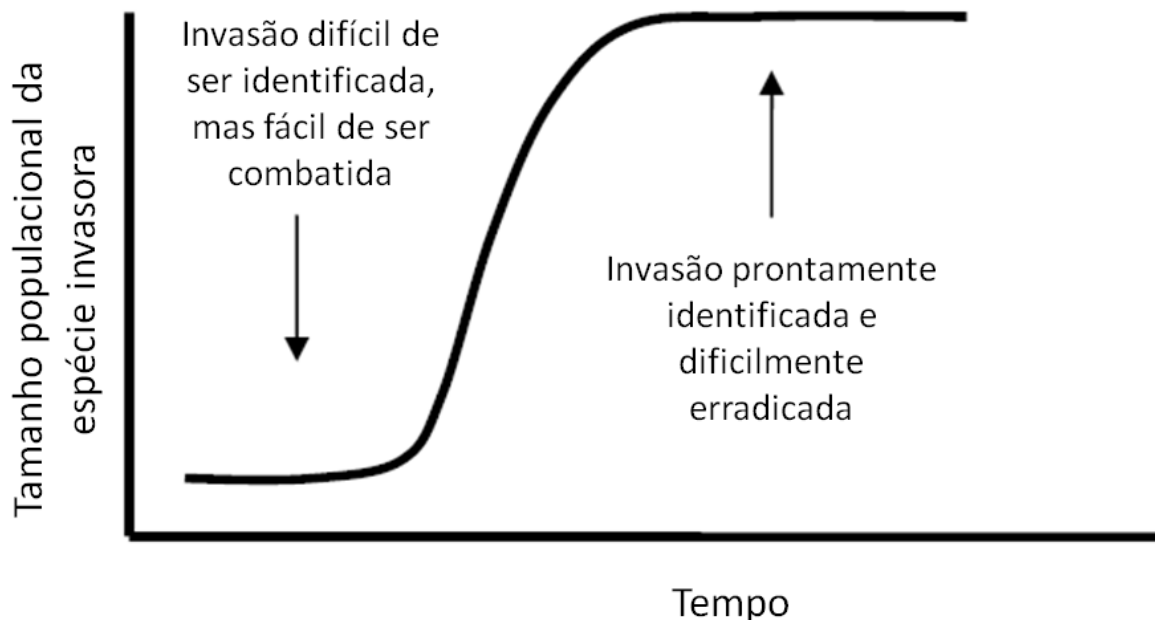 Tamanho populacional da
espécie invasora
Invasão difícil de
ser identificada,
mas fácil de ser
combatida
Invasão prontamente
identificada e
dificilmente
erradicada
Tempo